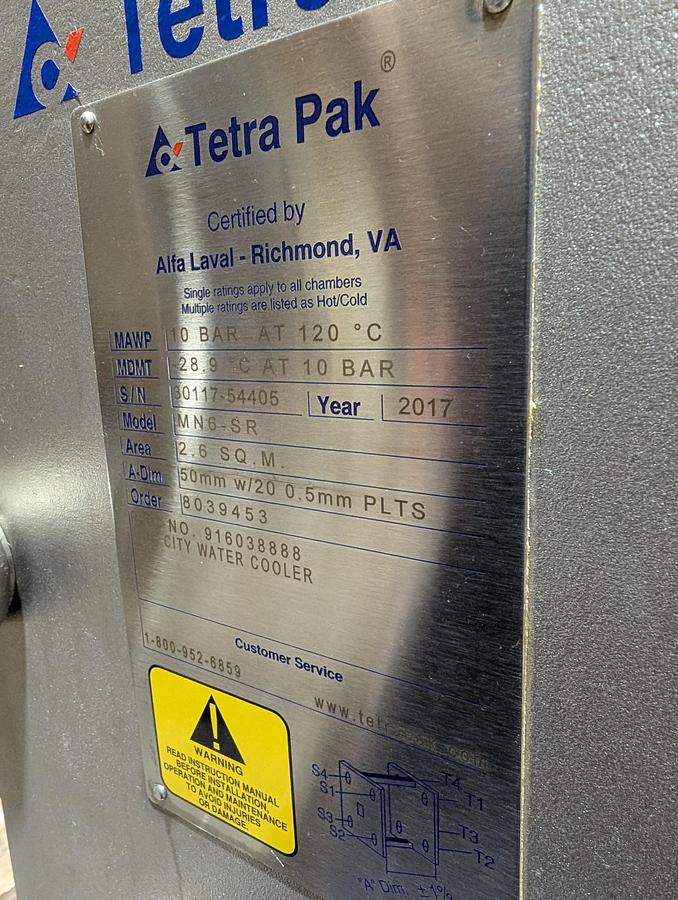 Tetra
Tetra Pak®
Certified by
Alfa Laval - Richmond, VA
Single ratings apply to all chambers
Multiple ratings are listed as Hot/Cold
MAWP 10 BAR AT 120 °C
MDMT -28.9 °C AT 10 BAR
S/N 30117-54405 Year 2017
Model MN6-SR
Area 2.6 SQ.M.
A-Dim 50mm w/20 0.5mm PLTS
Order 8039453
NO. 916038888
CITY WATER COOLER
Customer Service
1-800-952-6859
WARNING
READ INSTRUCTION MANUAL
BEFORE INSTALLATION,
OPERATION AND MAINTENANCE
TO AVOID INJURIES
OR DAMAGE.
S4 T4
S1 T1
S3 T3
S2 T2
"A" Dim. ±1%